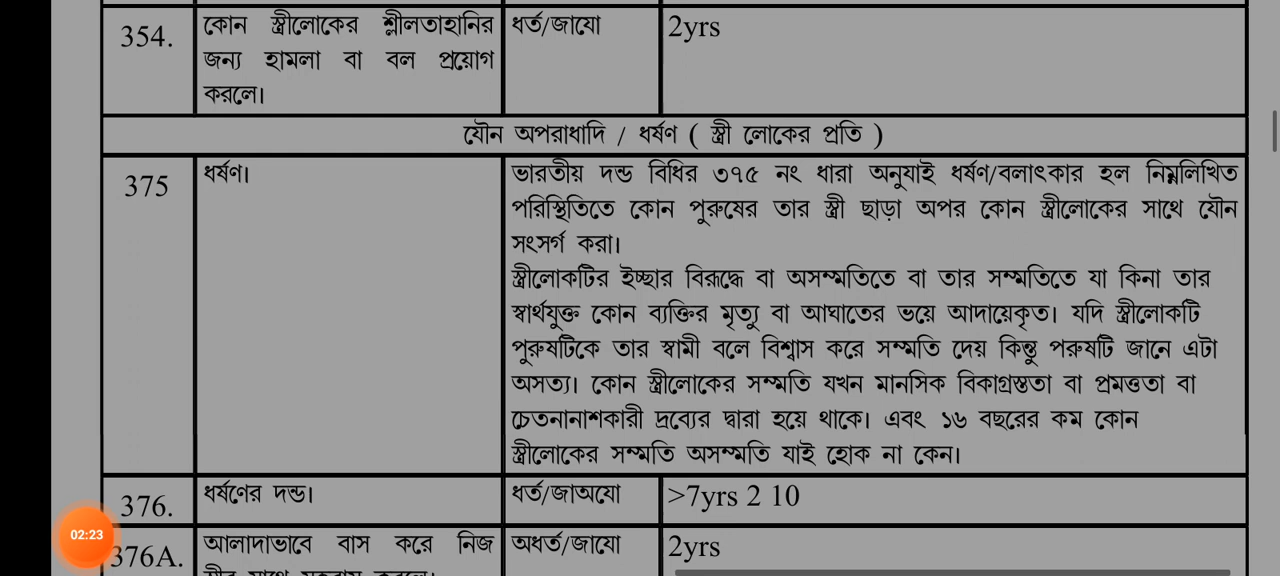 354. কোন স্ত্রীলোকের শ্লীলতাহানির ধর্ত/জাযো 2yrs
জন্য হামলা বা বল প্রয়োগ
করলে।
যৌন অপরাধাদি / ধর্ষণ ( স্ত্রী লোকের প্রতি )
375 ধর্ষণ। ভারতীয় দন্ড বিধির ৩৭৫ নং ধারা অনুযাই ধর্ষণ/বলাৎকার হল নিম্নলিখিত
পরিস্থিতিতে কোন পুরুষের তার স্ত্রী ছাড়া অপর কোন স্ত্রীলোকের সাথে যৌন
সংসর্গ করা।
স্ত্রীলোকটির ইচ্ছার বিরূদ্ধে বা অসম্মতিতে বা তার সম্মতিতে যা কিনা তার
স্বার্থযুক্ত কোন ব্যক্তির মৃত্যু বা আঘাতের ভয়ে আদায়েকৃত। যদি স্ত্রীলোকটি
পুরুষটিকে তার স্বামী বলে বিশ্বাস করে সম্মতি দেয় কিন্তু পরুষটি জানে এটা
অসত্য। কোন স্ত্রীলোকের সম্মতি যখন মানসিক বিকাগ্রস্ততা বা প্রমত্ততা বা
চেতনানাশকারী দ্রব্যের দ্বারা হয়ে থাকে। এবং ১৬ বছরের কম কোন
স্ত্রীলোকের সম্মতি অসম্মতি যাই হোক না কেন।
376. ধর্ষণের দন্ড। ধর্ত/জাঅযো >7yrs 2 10
02:23
376A. আলাদাভাবে বাস করে নিজ অধর্ত/জাযো 2yrs